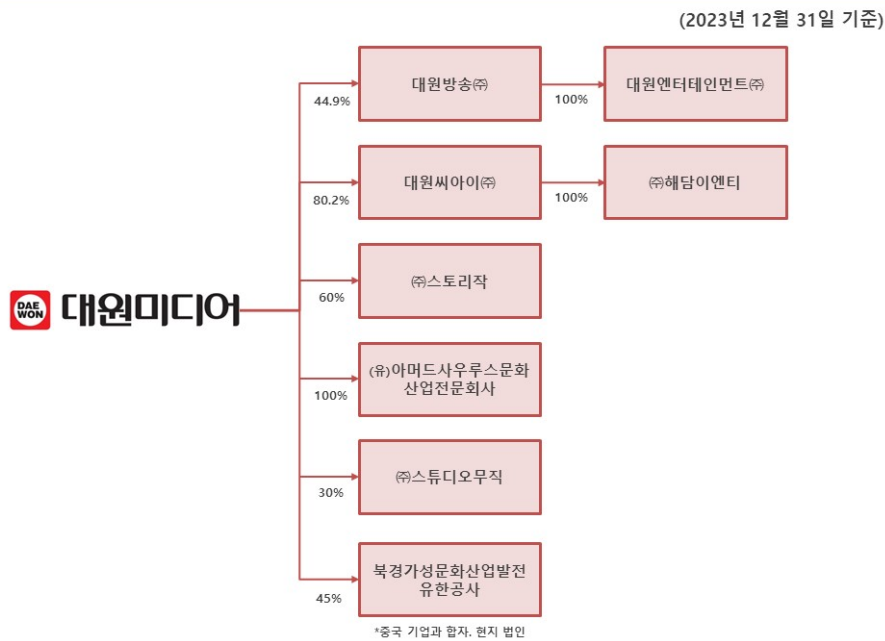 (2023년 12월 31일 기준)
대원방송㈜
대원엔터테인먼트㈜
44.9%
100%
대원씨아이㈜
㈜해담이엔티
80.2%
100%
㈜스토리작
60%
DAE
WON
대원미디어
(유)아머드사우루스문화
산업전문회사
100%
㈜스튜디오무직
30%
북경가성문화산업발전
유한공사
45%
*중국 기업과 합자. 현지 법인